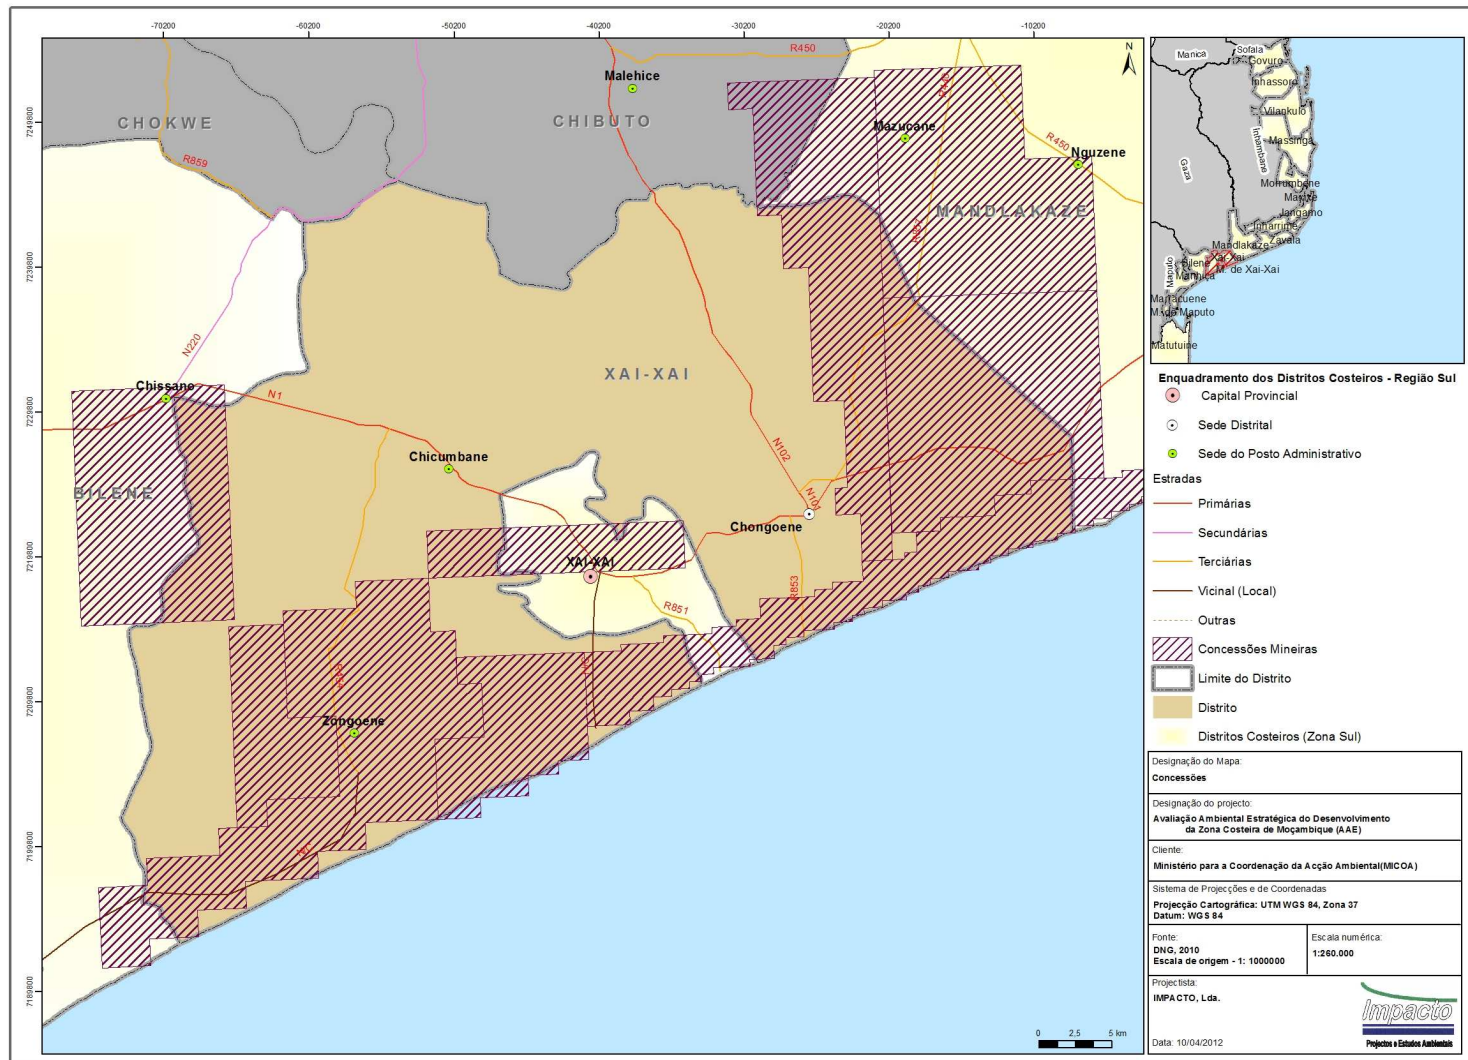 -70200
-60200
-50200
-40200
-30200
-20200
-10200
7249800
7239800
7229800
7219800
7209800
7199800
7189800
N
R450
Malehice
CHOKWE
CHIBUTO
R859
Mazucane
R450
Nguzene
MANDLAKAZE
N220
XAI-XAI
Chissano
N1
Chicumbane
N102
BILENE
N101
Chongoene
XAI-XAI
R853
R851
Zongoene
0 2,5 5 km
Manica
Sofala
Govuro
Inhassoro
Vilankulo
Inhambane
Massinga
Gaza
Morrumbene
Jangamo
Inharrime
Zavala
Mandlakaze
Xai-Xai
Bilene
M. de Xai-Xai
Maputo
Marracuene
M. de Maputo
Matutuine
Enquadramento dos Distritos Costeiros - Região Sul
Capital Provincial
Sede Distrital
Sede do Posto Administrativo
Estradas
Primárias
Secundárias
Terciárias
Vicinal (Local)
Outras
Concessões Mineiras
Limite do Distrito
Distrito
Distritos Costeiros (Zona Sul)
Designação do Mapa:
Concessões
Designação do projecto:
Avaliação Ambiental Estratégica do Desenvolvimento
da Zona Costeira de Moçambique (AAE)
Cliente:
Ministério para a Coordenação da Acção Ambiental(MICOA)
Sistema de Projecções e de Coordenadas
Projecção Cartográfica: UTM WGS 84, Zona 37
Datum: WGS 84
Fonte:
DNG, 2010
Escala de origem - 1: 1000000
Escala numérica:
1:260.000
Projectista:
IMPACTO, Lda.
Impacto
Projectos e Estudos Ambientais
Data: 10/04/2012